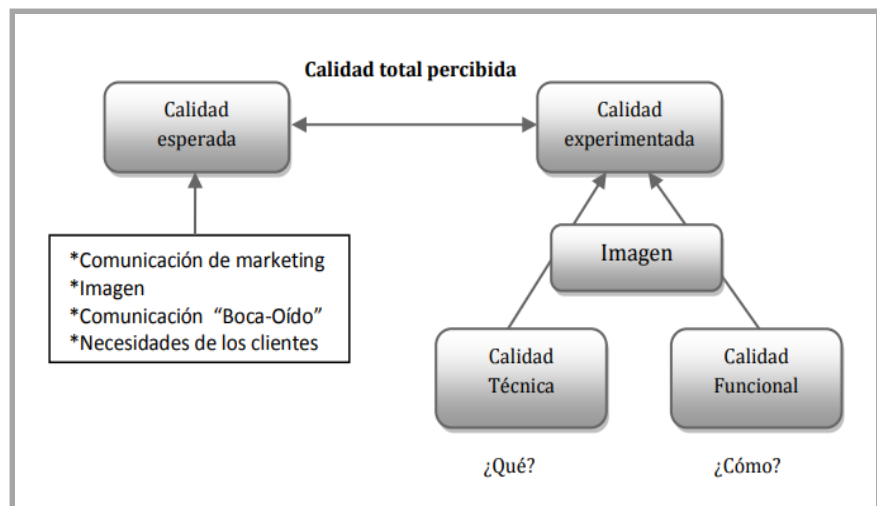 Calidad total percibida
Calidad
esperada
Calidad
experimentada
*Comunicación de marketing
*Imagen
*Comunicación “Boca-Oído”
*Necesidades de los clientes
Imagen
Calidad
Técnica
Calidad
Funcional
¿Qué?
¿Cómo?